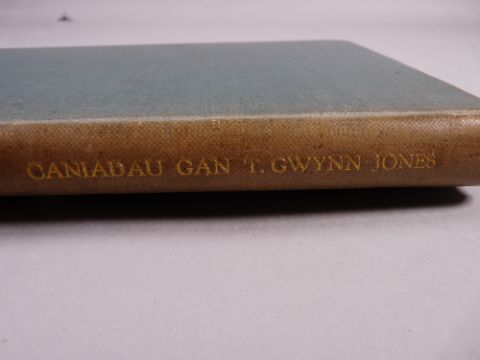 CANIADAU GAN T. GWYNN JONES